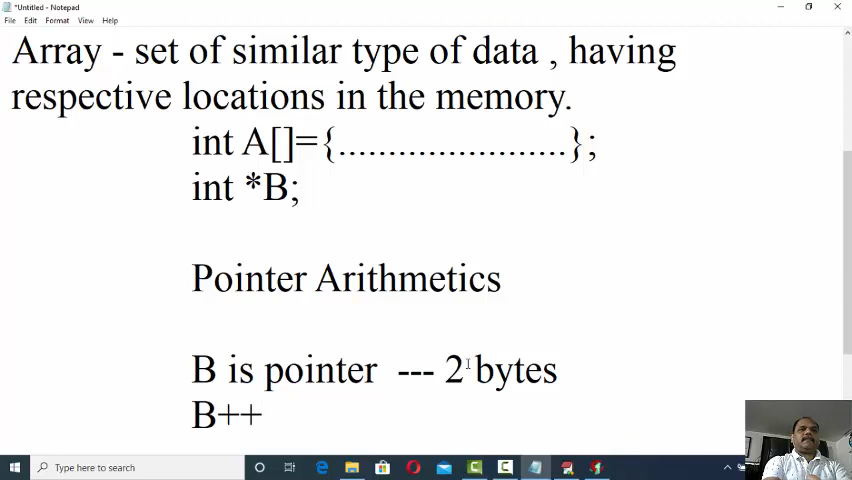 *Untitled - Notepad
File Edit Format View Help
Array - set of similar type of data , having
respective locations in the memory.
int A[]={.......................};
int *B;
Pointer Arithmetics
B is pointer --- 2 bytes
B++
Type here to search